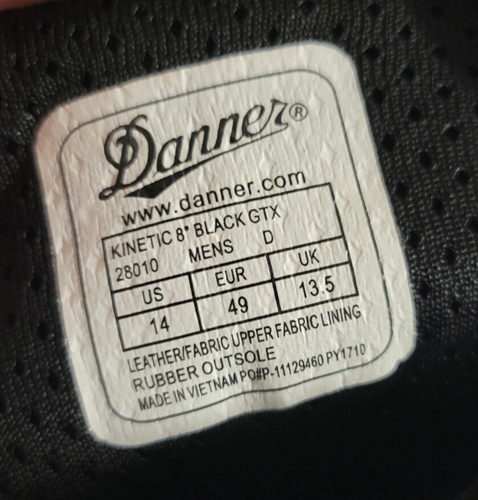 Danner®
www.danner.com
KINETIC 8" BLACK GTX
28010 MENS D
US EUR UK
14 49 13.5
LEATHER/FABRIC UPPER FABRIC LINING
RUBBER OUTSOLE
MADE IN VIETNAM PO#P-11129460 PY1710